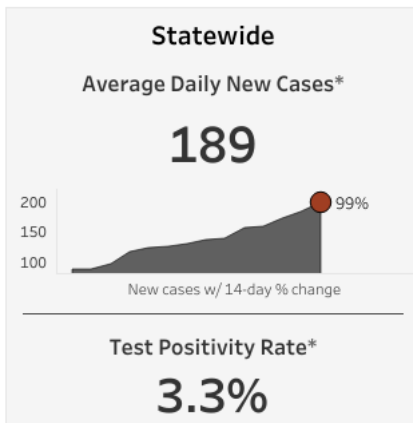 Statewide
Average Daily New Cases*
189
200
99%
150
100
New cases w/ 14-day % change
Test Positivity Rate*
3.3%